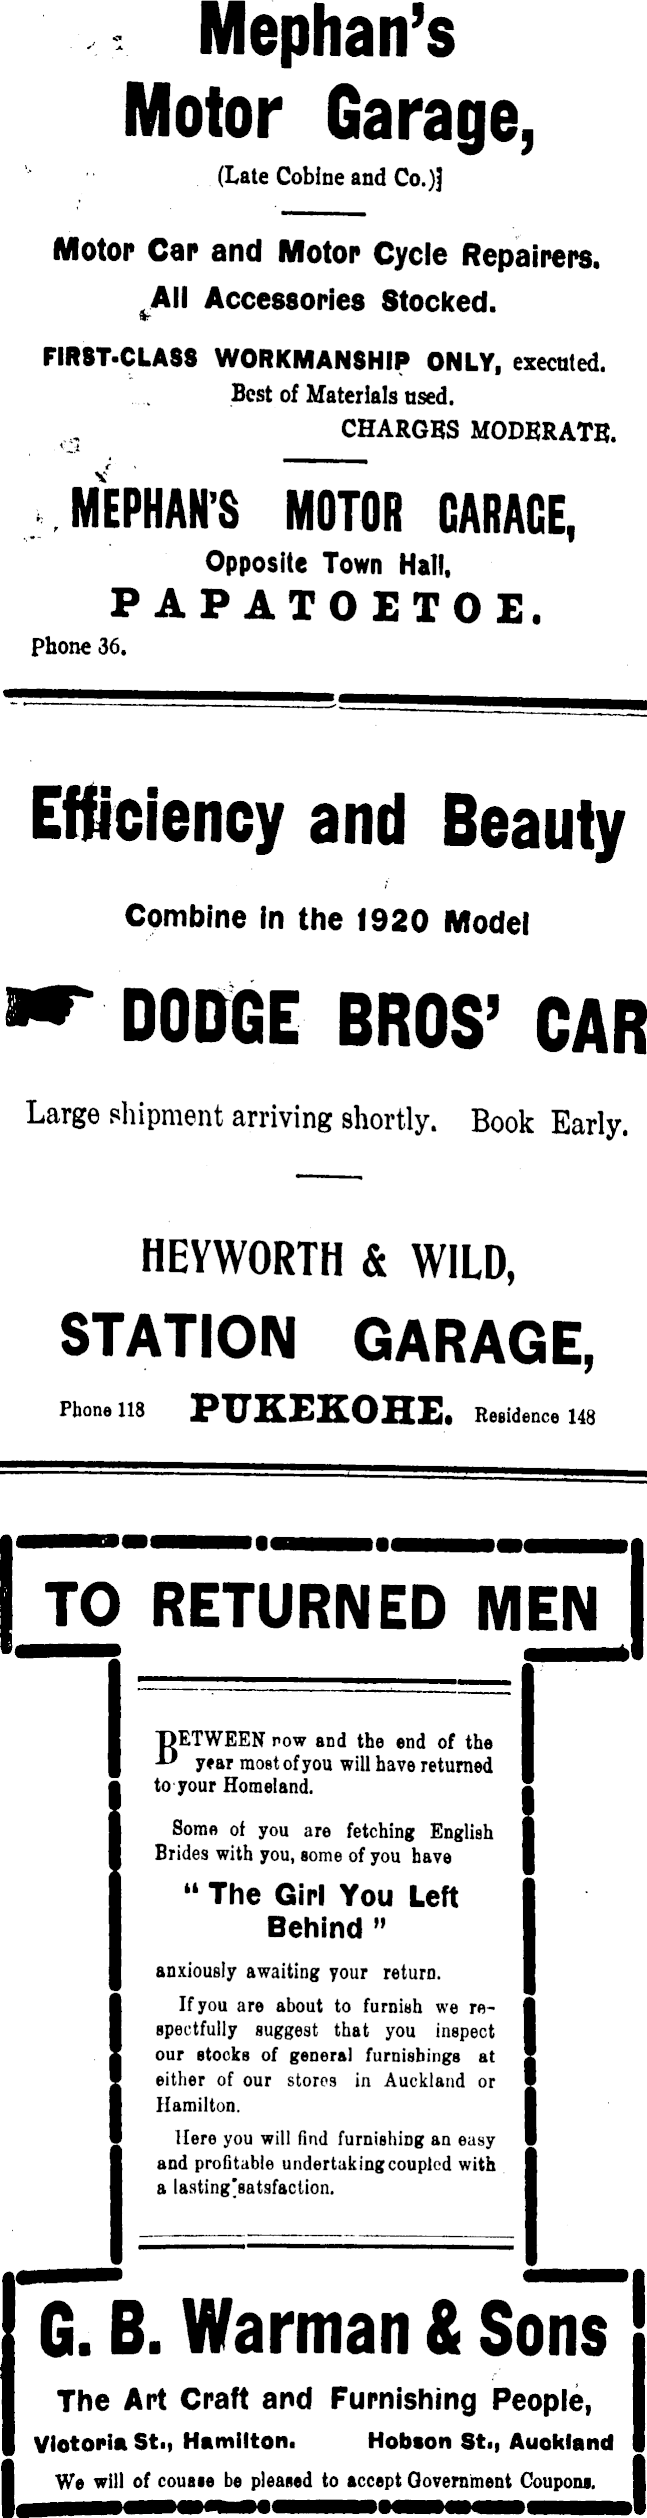 Mephan's
Motor Garage,
(Late Cobine and Co.)}
Motor Car and Motor Cycle Repairers.
All Accessories Stocked.
FIRST-CLASS WORKMANSHIP ONLY, executed.
Best of Materials used.
CHARGES MODERATE.
MEPHAN'S MOTOR GARAGE,
Opposite Town Hall,
PAPATOETOE.
Phone 36.
Efficiency and Beauty
Combine in the 1920 Model
DODGE BROS' CAR
Large shipment arriving shortly. Book Early.
HEYWORTH & WILD,
STATION GARAGE,
Phone 118 PUKEKOHE. Residence 148
TO RETURNED MEN
BETWEEN now and the end of the
year most of you will have returned
to your Homeland.
Some of you are fetching English
Brides with you, some of you have
" The Girl You Left
Behind "
anxiously awaiting your return.
If you are about to furnish we re-
spectfully suggest that you inspect
our stocks of general furnishings at
either of our stores in Auckland or
Hamilton.
Here you will find furnishing an easy
and profitable undertaking coupled with
a lasting satsfaction.
G. B. Warman & Sons
The Art Craft and Furnishing People,
Victoria St., Hamilton. Hobson St., Auckland
We will of couase be pleased to accept Government Coupons.